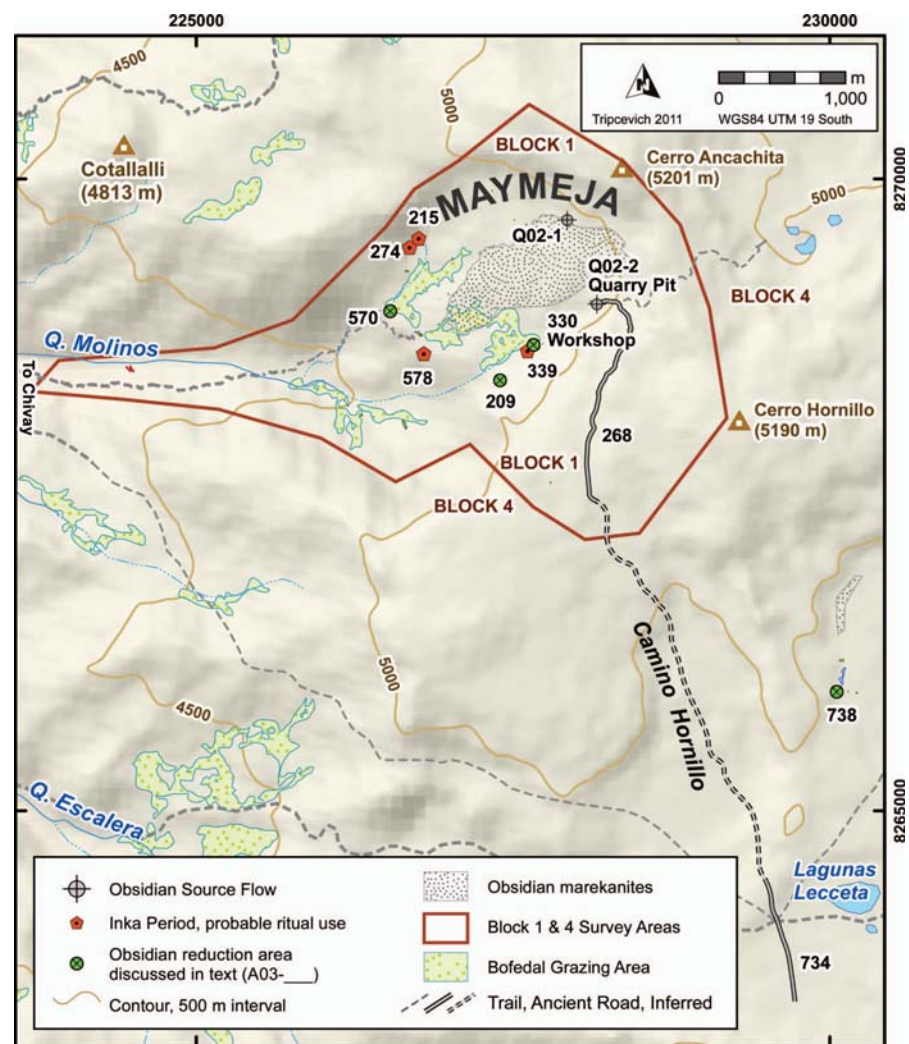 225000
230000
4500
5000
m
0
1,000
Tripcevich 2011
WGS84 UTM 19 South
BLOCK 1
Cotallalli
(4813 m)
Cerro Ancachita
(5201 m)
8270000
5000
MAYMEJA
215
274
Q02-1
Q02-2
Quarry Pit
BLOCK 4
570
330
Workshop
Q. Molinos
578
339
209
To Chivay
268
Cerro Hornillo
(5190 m)
BLOCK 1
BLOCK 4
Camino Hornillo
5000
4500
738
Q. Escalera
8265000
Lagunas
Lecceta
734
Obsidian Source Flow
Inka Period, probable ritual use
Obsidian reduction area
discussed in text (A03-___)
Contour, 500 m interval
Obsidian marekanites
Block 1 & 4 Survey Areas
Bofedal Grazing Area
Trail, Ancient Road, Inferred